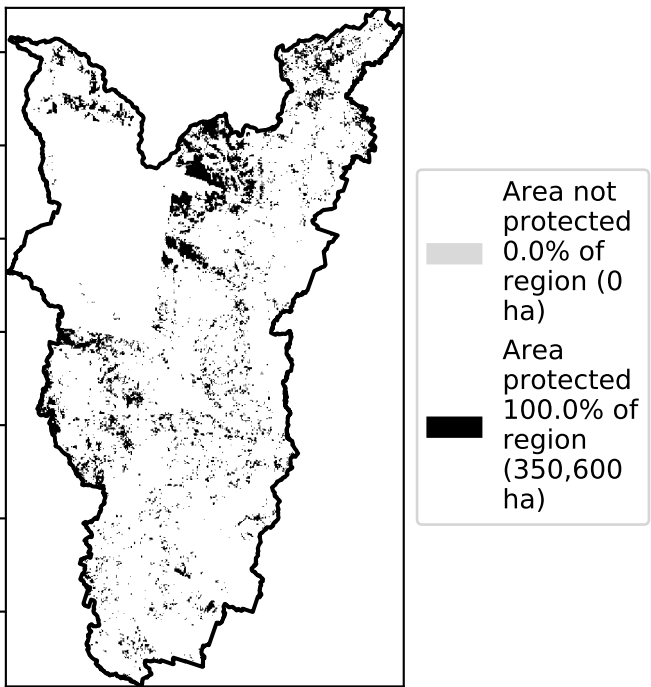 Area not
protected
0.0% of
region (0
ha)
Area
protected
100.0% of
region
(350,600
ha)